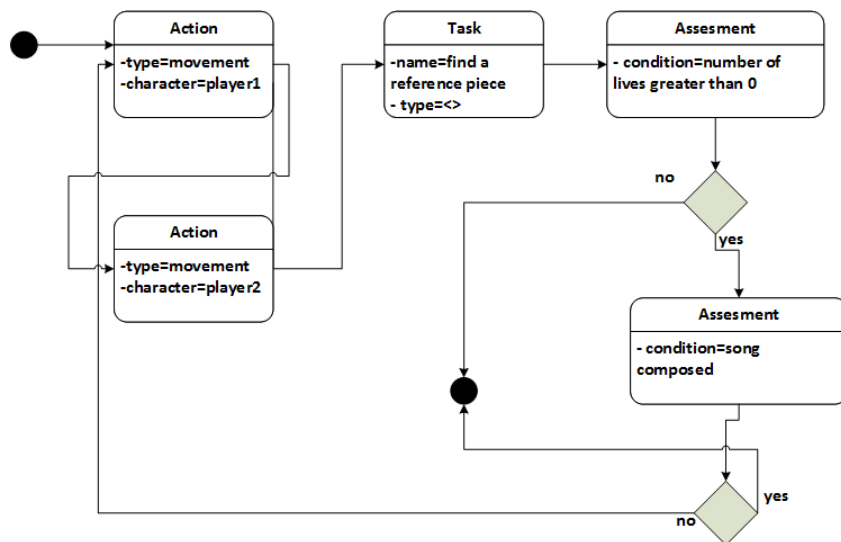 Action
-type=movement
-character=player1
Task
-name=find a
reference piece
- type=<>
Assesment
- condition=number of
lives greater than 0
no
yes
Action
-type=movement
-character=player2
Assesment
- condition=song
composed
yes
no